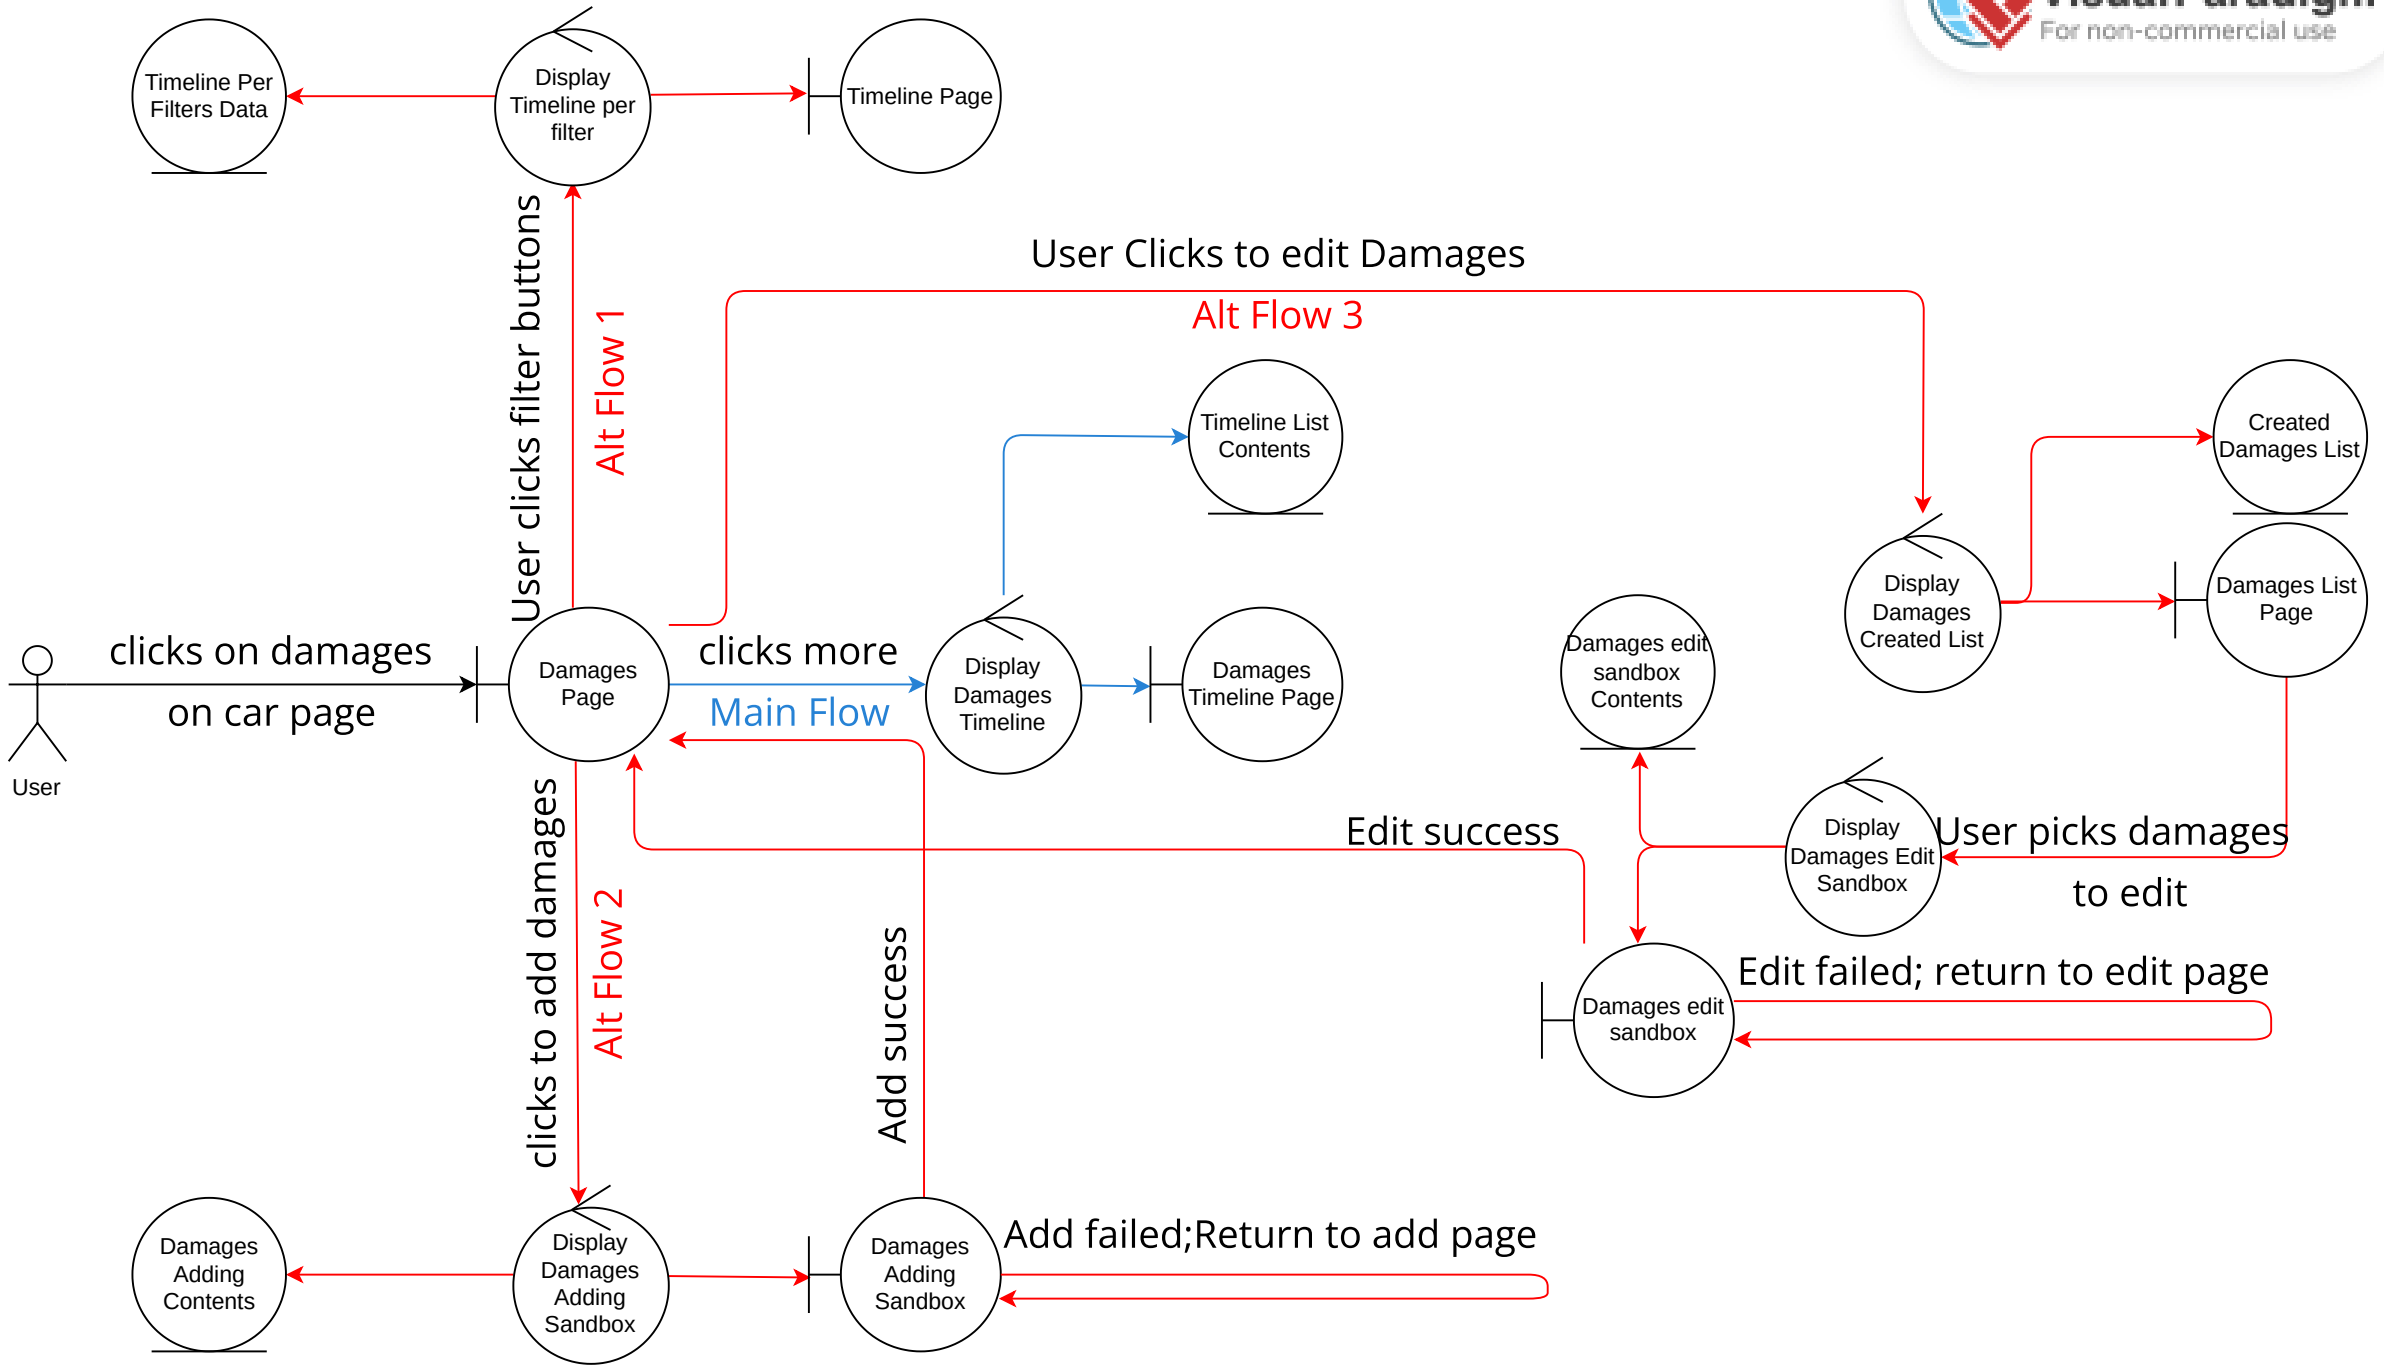 Visual Paradigm
For non-commercial use
Timeline Per
Filters Data
Display
Timeline per
filter
Timeline Page
User clicks filter buttons
Alt Flow 1
User Clicks to edit Damages
Alt Flow 3
Timeline List
Contents
Created
Damages List
Display
Damages
Created List
Damages List
Page
clicks on damages
on car page
User
Damages
Page
clicks more
Main Flow
Display
Damages
Timeline
Damages
Timeline Page
Damages edit
sandbox
Contents
Display
Damages Edit
Sandbox
User picks damages
to edit
Edit success
clicks to add damages
Alt Flow 2
Add success
Damages edit
sandbox
Edit failed; return to edit page
Damages
Adding
Contents
Display
Damages
Adding
Sandbox
Damages
Adding
Sandbox
Add failed;Return to add page